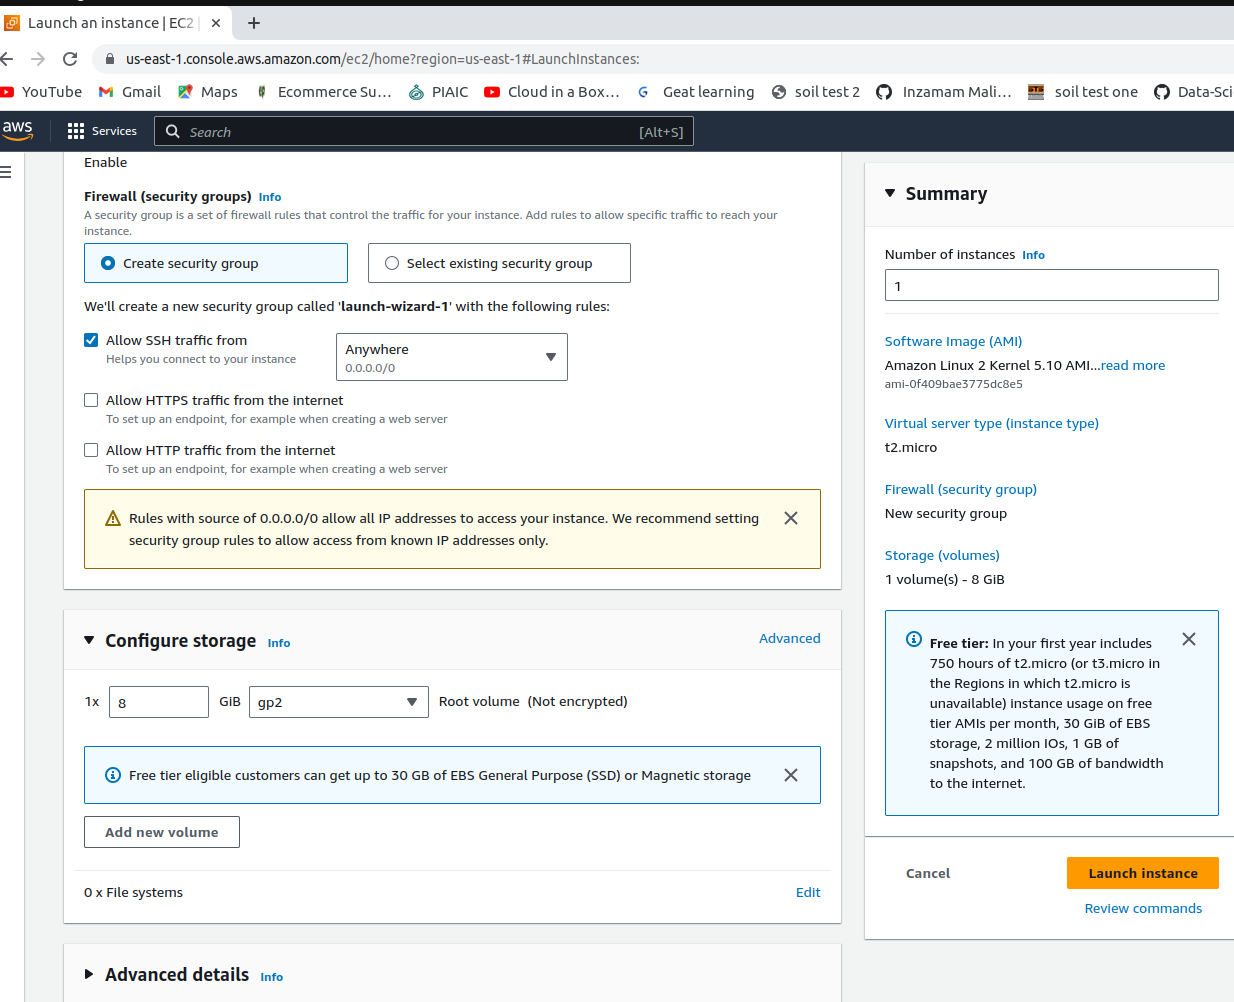 Launch an instance | EC2
us-east-1.console.aws.amazon.com/ec2/home?region=us-east-1#LaunchInstances:
YouTube Gmail Maps Ecommerce Su... PIAIC Cloud in a Box... Geat learning soil test 2 Inzamam Mali... soil test one Data-Sci
aws Services Search [Alt+S]
Enable
Firewall (security groups) Info
A security group is a set of firewall rules that control the traffic for your instance. Add rules to allow specific traffic to reach your
instance.
Create security group
Select existing security group
We'll create a new security group called 'launch-wizard-1' with the following rules:
Allow SSH traffic from
Helps you connect to your instance
Anywhere
0.0.0.0/0
Allow HTTPS traffic from the internet
To set up an endpoint, for example when creating a web server
Allow HTTP traffic from the internet
To set up an endpoint, for example when creating a web server
Rules with source of 0.0.0.0/0 allow all IP addresses to access your instance. We recommend setting
security group rules to allow access from known IP addresses only.
Configure storage Info
Advanced
1x 8 GiB gp2 Root volume (Not encrypted)
Free tier eligible customers can get up to 30 GB of EBS General Purpose (SSD) or Magnetic storage
Add new volume
0 x File systems
Edit
Advanced details Info
Summary
Number of instances Info
1
Software Image (AMI)
Amazon Linux 2 Kernel 5.10 AMI...read more
ami-0f409bae3775dc8e5
Virtual server type (instance type)
t2.micro
Firewall (security group)
New security group
Storage (volumes)
1 volume(s) - 8 GiB
Free tier: In your first year includes
750 hours of t2.micro (or t3.micro in
the Regions in which t2.micro is
unavailable) instance usage on free
tier AMIs per month, 30 GiB of EBS
storage, 2 million IOs, 1 GB of
snapshots, and 100 GB of bandwidth
to the internet.
Cancel
Launch instance
Review commands